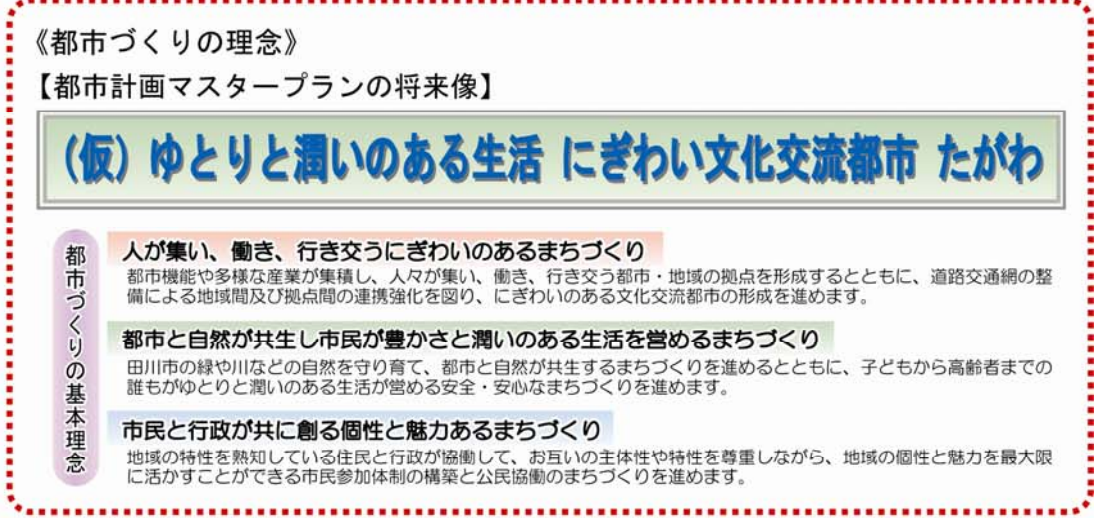 《都市づくりの理念》
【都市計画マスタープランの将来像】
(仮) ゆとりと潤いのある生活 にぎわい文化交流都市 たがわ
都市づくりの基本理念
人が集い、働き、行き交うにぎわいのあるまちづくり
都市機能や多様な産業が集積し、人々が集い、働き、行き交う都市・地域の拠点を形成するとともに、道路交通網の整
備による地域間及び拠点間の連携強化を図り、にぎわいのある文化交流都市の形成を進めます。
都市と自然が共生し市民が豊かさと潤いのある生活を営めるまちづくり
田川市の緑や川などの自然を守り育て、都市と自然が共生するまちづくりを進めるとともに、子どもから高齢者までの
誰もがゆとりと潤いのある生活が営める安全・安心なまちづくりを進めます。
市民と行政が共に創る個性と魅力あるまちづくり
地域の特性を熟知している住民と行政が協働して、お互いの主体性や特性を尊重しながら、地域の個性と魅力を最大限
に活かすことができる市民参加体制の構築と公民協働のまちづくりを進めます。